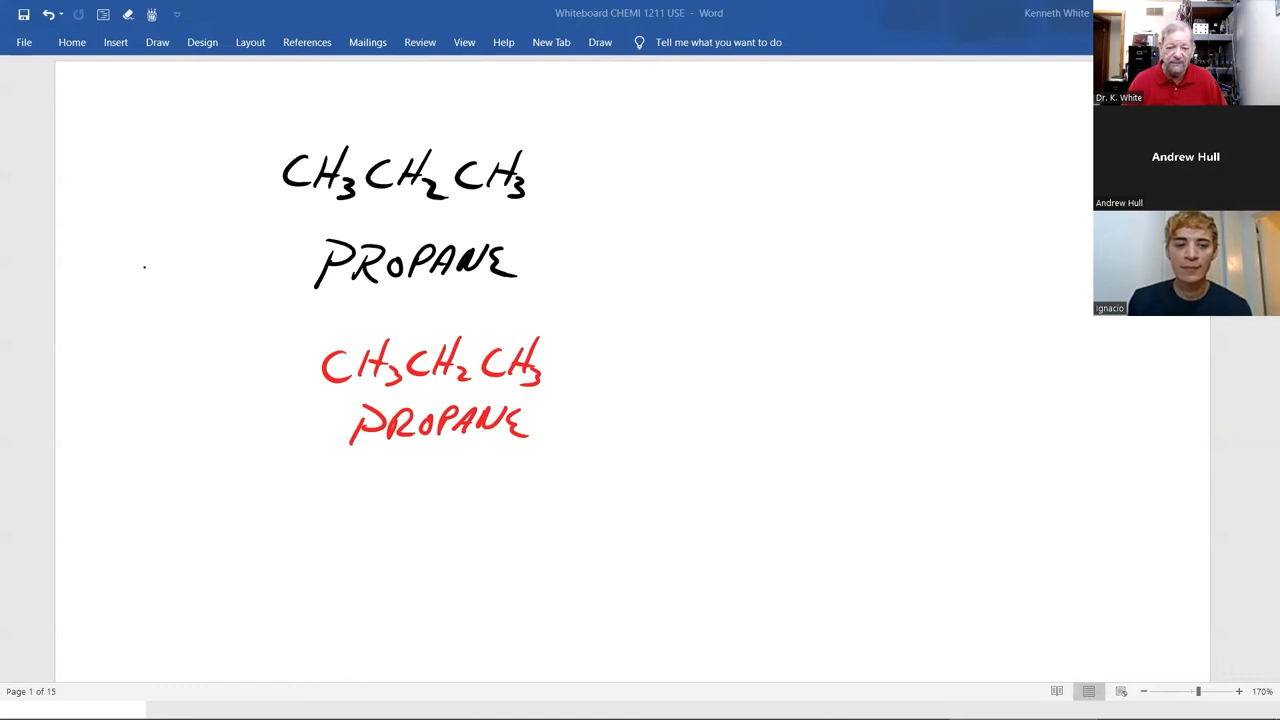 Whiteboard CHEMI 1211 USE - Word
Kenneth White
File Home Insert Draw Design Layout References Mailings Review View Help New Tab Draw Tell me what you want to do
CH₃CH₂CH₃
PROPANE
CH₃CH₂CH₃
PROPANE
Dr. K. White
Andrew Hull
Andrew Hull
Ignacio
Page 1 of 15
170%